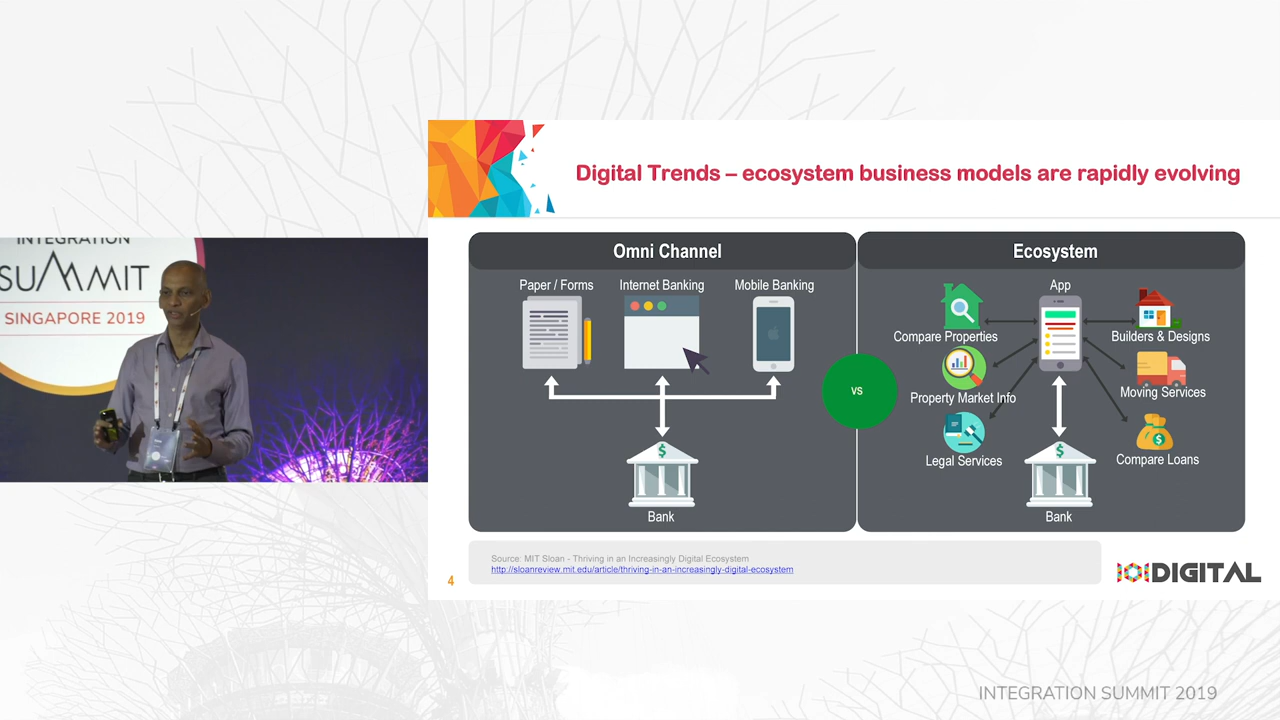 INTEGRATION
SUMMIT
SINGAPORE 2019
Digital Trends – ecosystem business models are rapidly evolving
Omni Channel
Paper / Forms
Internet Banking
Mobile Banking
$
Bank
vs
Ecosystem
App
Compare Properties
Builders & Designs
Property Market Info
Moving Services
Legal Services
Compare Loans
$
$
Bank
Source: MIT Sloan - Thriving in an Increasingly Digital Ecosystem
http://sloanreview.mit.edu/article/thriving-in-an-increasingly-digital-ecosystem
4
101DIGITAL
INTEGRATION SUMMIT 2019